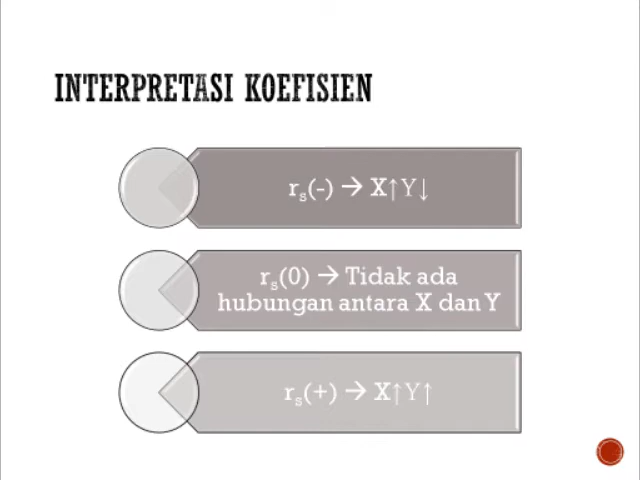 INTERPRETASI KOEFISIEN
rₛ(-) → X↑Y↓
rₛ(0) → Tidak ada
hubungan antara X dan Y
rₛ(+) → X↑Y↑